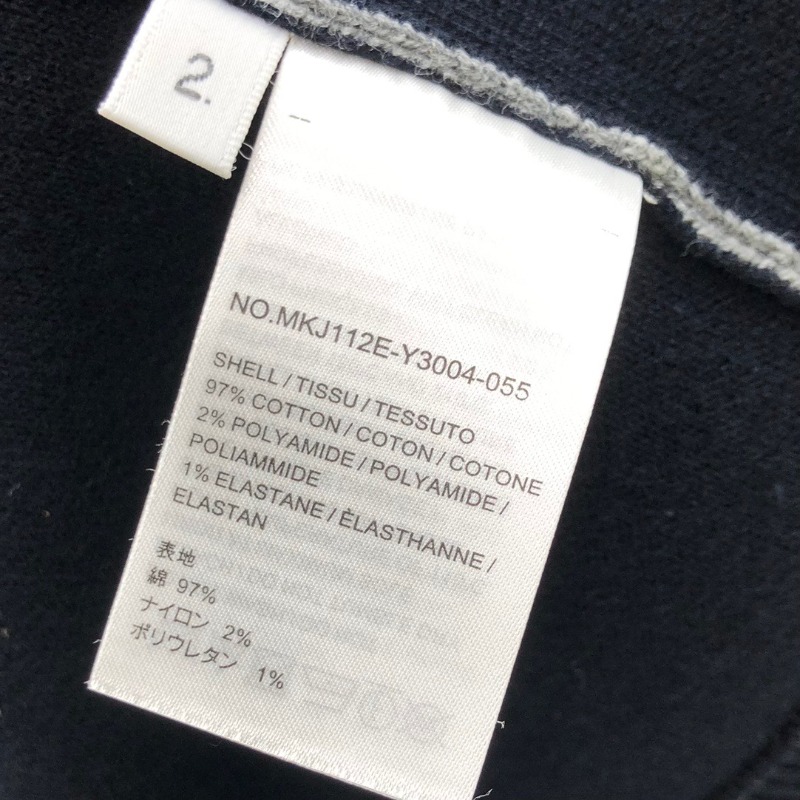 2.
NO.MKJ112E-Y3004-055
SHELL / TISSU / TESSUTO
97% COTTON / COTON / COTONE
2% POLYAMIDE / POLYAMIDE /
POLIAMMIDE
1% ELASTANE / ÉLASTHANNE /
ELASTAN
表地
綿 97%
ナイロン 2%
ポリウレタン 1%